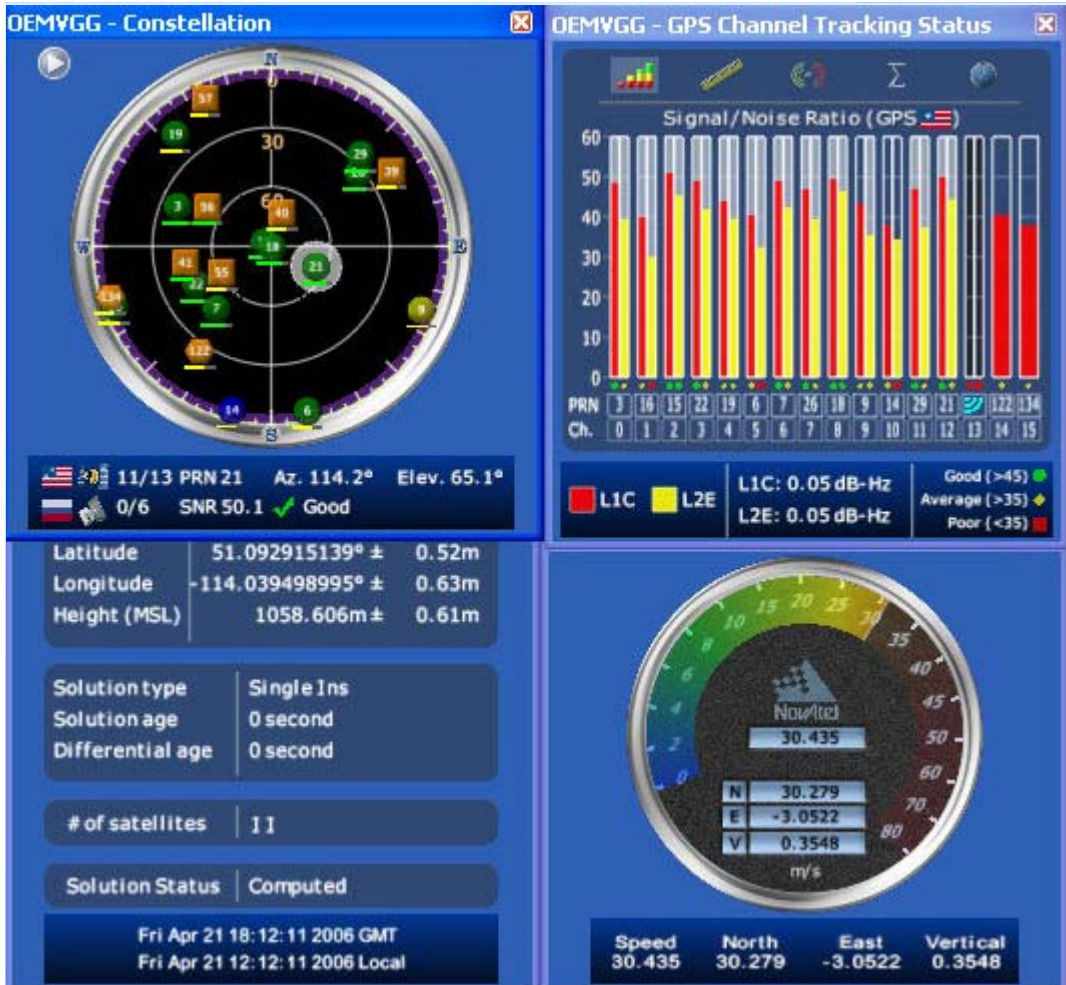 OEMVGG - Constellation
N
0
57
19
30
29
39
3
56
60
40
W
18
E
41
55
21
22
134
7
9
122
14
6
S
11/13 PRN 21 Az. 114.2° Elev. 65.1°
0/6 SNR 50.1 Good
OEMVGG - GPS Channel Tracking Status
Σ
Signal/Noise Ratio (GPS)
60
50
40
30
20
10
0
PRN 3 16 15 22 19 6 7 26 18 9 14 29 21 122 134
Ch. 0 1 2 3 4 5 6 7 8 9 10 11 12 13 14 15
L1C L2E
L1C: 0.05 dB-Hz
L2E: 0.05 dB-Hz
Good (>45)
Average (>35)
Poor (<35)
Latitude 51.092915139° ± 0.52m
Longitude -114.039498995° ± 0.63m
Height (MSL) 1058.606m ± 0.61m
Solution type Single Ins
Solution age 0 second
Differential age 0 second
# of satellites 11
Solution Status Computed
Fri Apr 21 18:12:11 2006 GMT
Fri Apr 21 12:12:11 2006 Local
0 2 4 6 8 10 15 20 25 30 35 40 45 50 60 70 80
NovAtel
30.435
N 30.279
E -3.0522
V 0.3548
m/s
Speed North East Vertical
30.435 30.279 -3.0522 0.3548